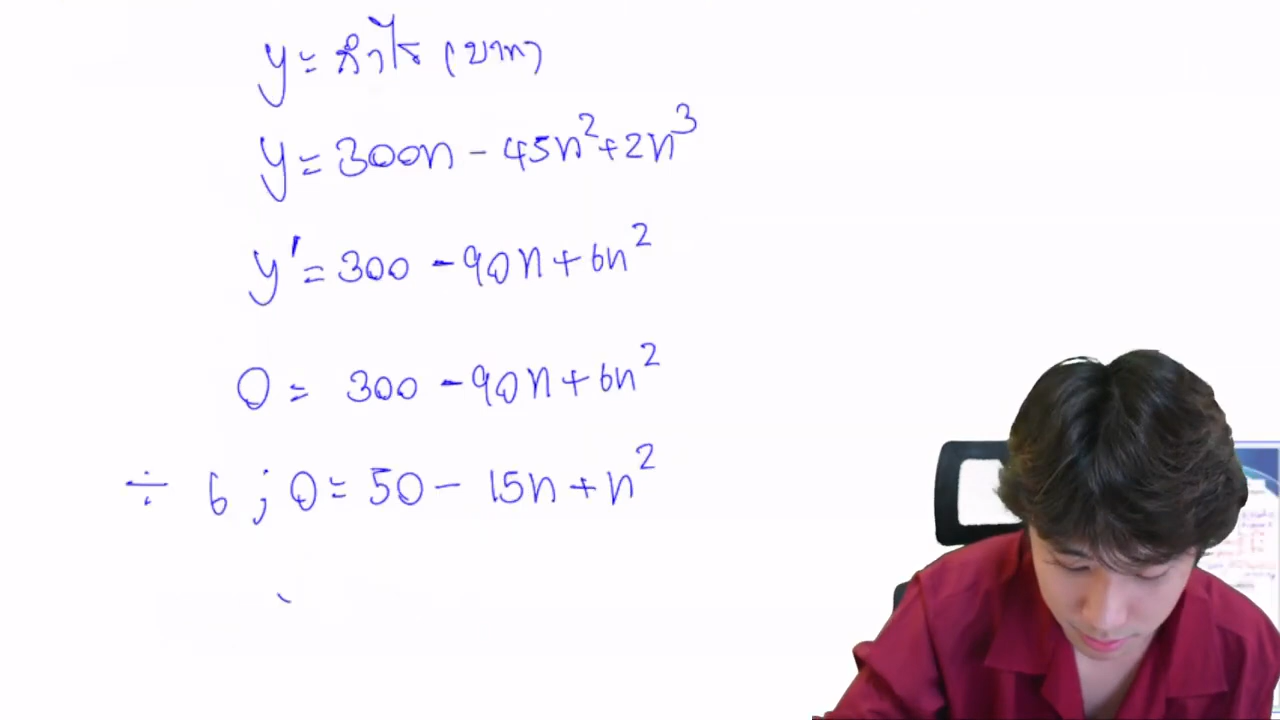 y = กำไร (บาท)
y = 300n - 45n² + 2n³
y' = 300 - 90n + 6n²
0 = 300 - 90n + 6n²
÷ 6 ; 0 = 50 - 15n + n²